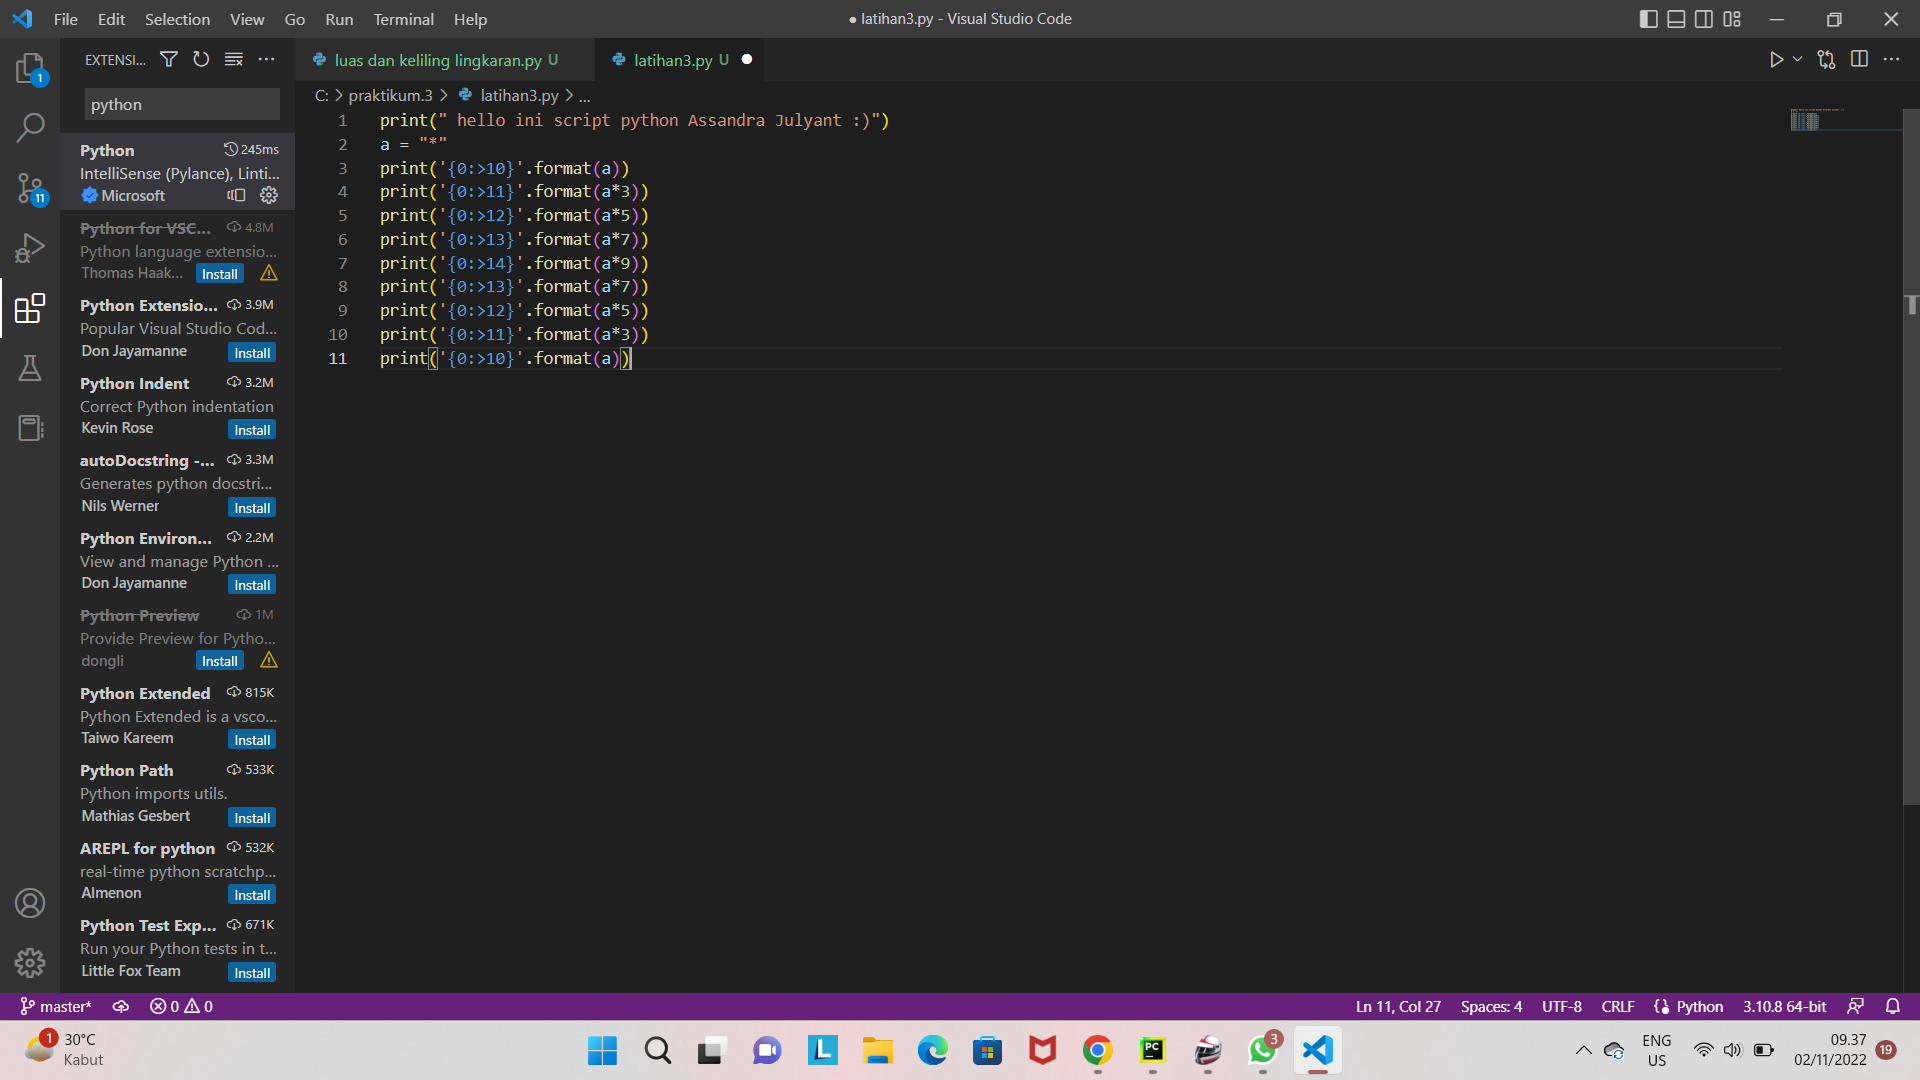 File Edit Selection View Go Run Terminal Help
● latihan3.py - Visual Studio Code
EXTENSI...
python
Python 245ms
IntelliSense (Pylance), Linti...
Microsoft
Python for VSC... 4.8M
Python language extensio...
Thomas Haak... Install
Python Extensio... 3.9M
Popular Visual Studio Cod...
Don Jayamanne Install
Python Indent 3.2M
Correct Python indentation
Kevin Rose Install
autoDocstring -... 3.3M
Generates python docstri...
Nils Werner Install
Python Environ... 2.2M
View and manage Python ...
Don Jayamanne Install
Python Preview 1M
Provide Preview for Pytho...
dongli Install
Python Extended 815K
Python Extended is a vsco...
Taiwo Kareem Install
Python Path 533K
Python imports utils.
Mathias Gesbert Install
AREPL for python 532K
real-time python scratchp...
Almenon Install
Python Test Exp... 671K
Run your Python tests in t...
Little Fox Team Install
1
11
luas dan keliling lingkaran.py U
latihan3.py U ●
C: > praktikum.3 > latihan3.py > ...
1 print(" hello ini script python Assandra Julyant :)")
2 a = "*"
3 print('{0:>10}'.format(a))
4 print('{0:>11}'.format(a*3))
5 print('{0:>12}'.format(a*5))
6 print('{0:>13}'.format(a*7))
7 print('{0:>14}'.format(a*9))
8 print('{0:>13}'.format(a*7))
9 print('{0:>12}'.format(a*5))
10 print('{0:>11}'.format(a*3))
11 print('{0:>10}'.format(a))
master* 0 0
Ln 11, Col 27 Spaces: 4 UTF-8 CRLF Python 3.10.8 64-bit
1
30°C
Kabut
L
PC
3
ENG
US
09.37
02/11/2022
19